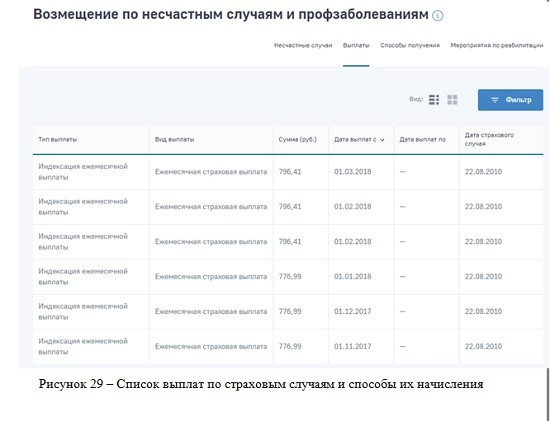 Возмещение по несчастным случаям и профзаболеваниям
Несчастные случаи Выплаты Способы получения Мероприятия по реабилитации
Вид: Фильтр
Тип выплаты Вид выплаты Сумма (руб.) Дата выплат с Дата выплат по Дата страхового случая
Индексация ежемесячной выплаты Ежемесячная страховая выплата 796,41 01.03.2018 — 22.08.2010
Индексация ежемесячной выплаты Ежемесячная страховая выплата 796,41 01.02.2018 — 22.08.2010
Индексация ежемесячной выплаты Ежемесячная страховая выплата 796,41 01.02.2018 — 22.08.2010
Индексация ежемесячной выплаты Ежемесячная страховая выплата 776,99 01.01.2018 — 22.08.2010
Индексация ежемесячной выплаты Ежемесячная страховая выплата 776,99 01.12.2017 — 22.08.2010
Индексация ежемесячной выплаты Ежемесячная страховая выплата 776,99 01.11.2017 — 22.08.2010
Рисунок 29 – Список выплат по страховым случаям и способы их начисления